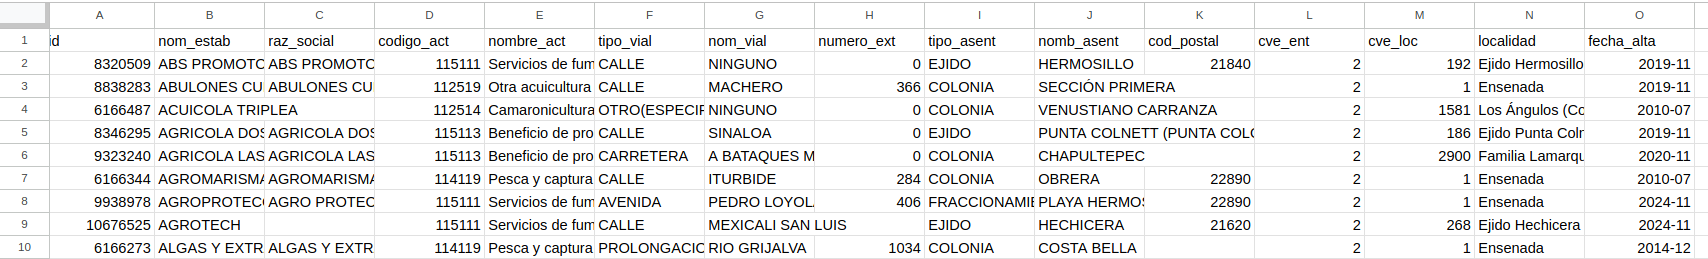 A B C D E F G H I J K L M N O
1 id nom_estab raz_social codigo_act nombre_act tipo_vial nom_vial numero_ext tipo_asent nomb_asent cod_postal cve_ent cve_loc localidad fecha_alta
2 8320509 ABS PROMOTO ABS PROMOTO 115111 Servicios de fum CALLE NINGUNO 0 EJIDO HERMOSILLO 21840 2 192 Ejido Hermosillo 2019-11
3 8838283 ABULONES CU ABULONES CU 112519 Otra acuicultura CALLE MACHERO 366 COLONIA SECCIÓN PRIMERA 2 1 Ensenada 2019-11
4 6166487 ACUICOLA TRIPLEA 112514 Camaronicultura OTRO(ESPECIF NINGUNO 0 COLONIA VENUSTIANO CARRANZA 2 1581 Los Ángulos (Co 2010-07
5 8346295 AGRICOLA DOS AGRICOLA DOS 115113 Beneficio de pro CALLE SINALOA 0 EJIDO PUNTA COLNETT (PUNTA COLO 2 186 Ejido Punta Coln 2019-11
6 9323240 AGRICOLA LAS AGRICOLA LAS 115113 Beneficio de pro CARRETERA A BATAQUES M 0 COLONIA CHAPULTEPEC 2 2900 Familia Lamarqu 2020-11
7 6166344 AGROMARISMA AGROMARISMA 114119 Pesca y captura CALLE ITURBIDE 284 COLONIA OBRERA 22890 2 1 Ensenada 2010-07
8 9938978 AGROPROTEC AGRO PROTEC 115111 Servicios de fum AVENIDA PEDRO LOYOL 406 FRACCIONAMIE PLAYA HERMOS 22890 2 1 Ensenada 2024-11
9 10676525 AGROTECH 115111 Servicios de fum CALLE MEXICALI SAN LUIS EJIDO HECHICERA 21620 2 268 Ejido Hechicera 2024-11
10 6166273 ALGAS Y EXTR ALGAS Y EXTR 114119 Pesca y captura PROLONGACIO RIO GRIJALVA 1034 COLONIA COSTA BELLA 2 1 Ensenada 2014-12